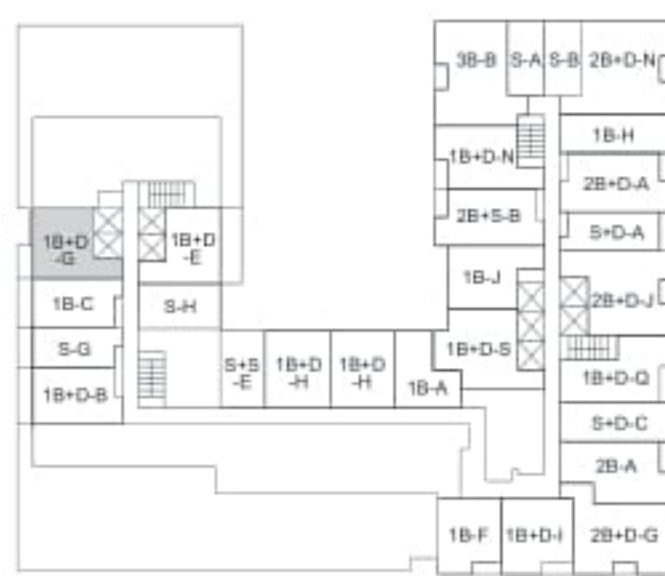 3B-B
S-A
S-B
2B+D-N
1B-H
1B+D-N
2B+D-A
2B+S-B
S+D-A
1B+D
-G
1B+D
-E
1B-J
2B+D-J
1B-C
S-H
S-G
1B+D-S
S+S
-E
1B+D
-H
1B+D
-H
1B-A
1B+D-Q
1B+D-B
S+D-C
2B-A
1B-F
1B+D-I
2B+D-G